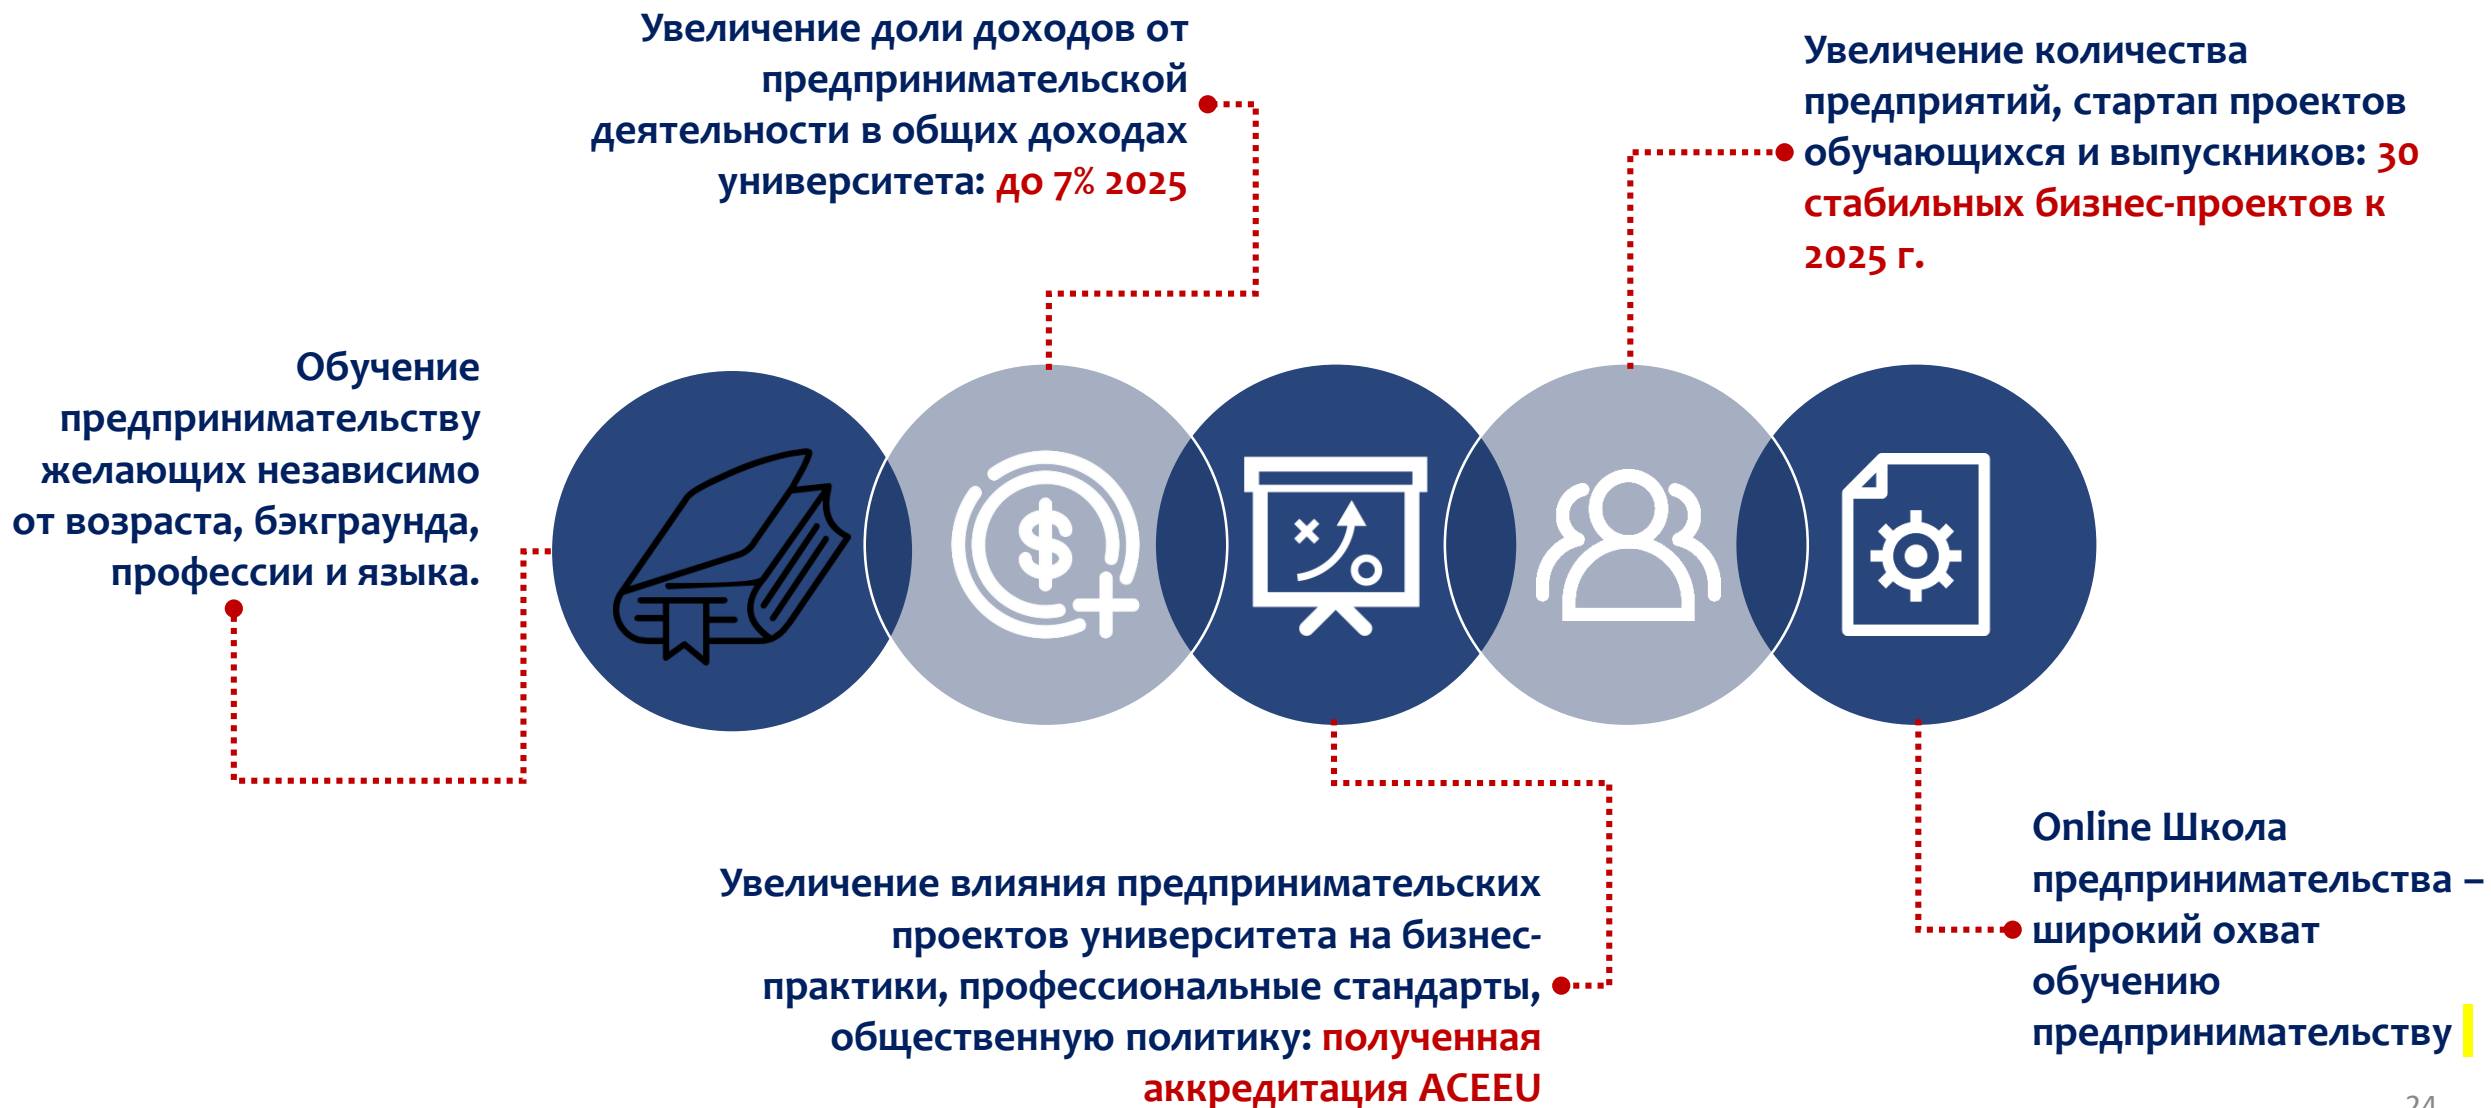 Увеличение доли доходов от
предпринимательской
деятельности в общих доходах
университета: до 7% 2025
Увеличение количества
предприятий, стартап проектов
обучающихся и выпускников: 30
стабильных бизнес-проектов к
2025 г.
Обучение
предпринимательству
желающих независимо
от возраста, бэкграунда,
профессии и языка.
Увеличение влияния предпринимательских
проектов университета на бизнес-
практики, профессиональные стандарты,
общественную политику: полученная
аккредитация ACEEU
Online Школа
предпринимательства –
широкий охват
обучению
предпринимательству
24